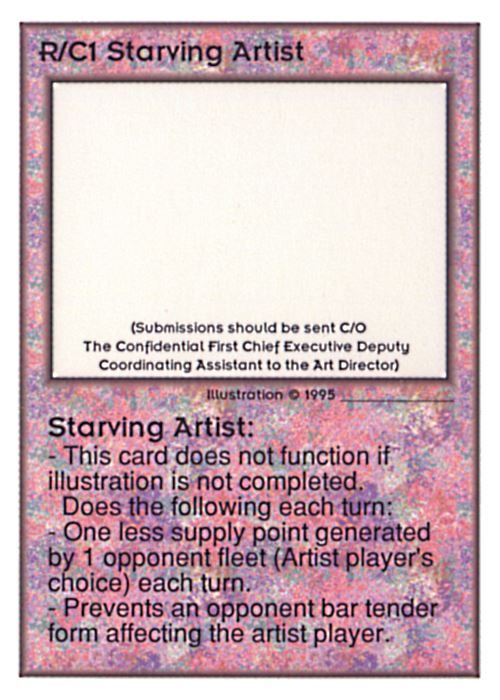 R/C1 Starving Artist
(Submissions should be sent C/O
The Confidential First Chief Executive Deputy
Coordinating Assistant to the Art Director)
Illustration © 1995 _______________
Starving Artist:
- This card does not function if
illustration is not completed.
Does the following each turn:
- One less supply point generated
by 1 opponent fleet (Artist player's
choice) each turn.
- Prevents an opponent bar tender
form affecting the artist player.